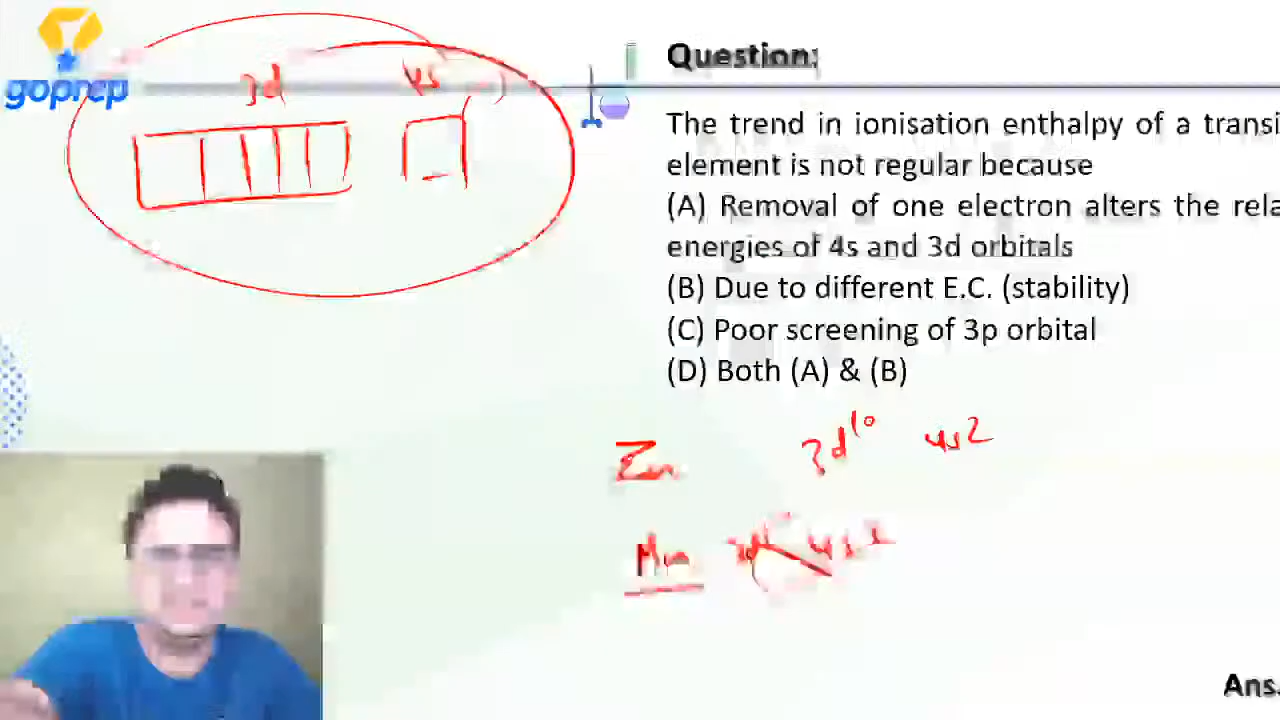 goprep
3d 4s
Question:
The trend in ionisation enthalpy of a transi
element is not regular because
(A) Removal of one electron alters the rela
energies of 4s and 3d orbitals
(B) Due to different E.C. (stability)
(C) Poor screening of 3p orbital
(D) Both (A) & (B)
Zn 3d10 4s2
Mn
Ans.